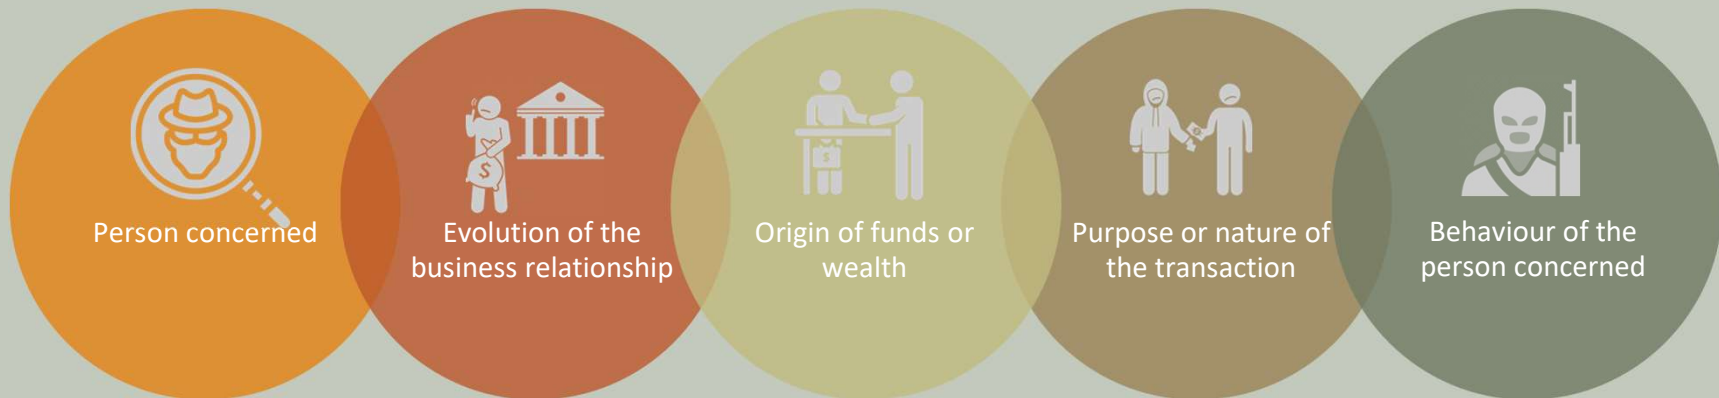 Person concerned
Evolution of the
business relationship
Origin of funds or
wealth
Purpose or nature of
the transaction
Behaviour of the
person concerned
$
$